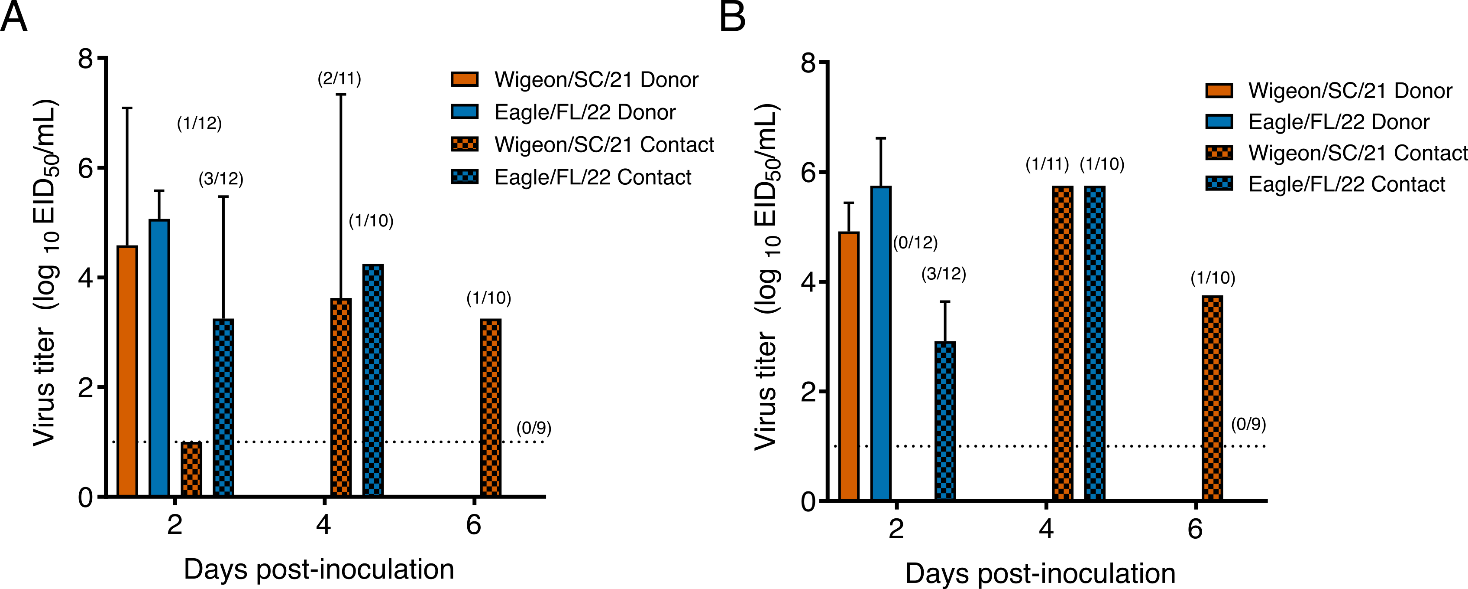 A
Virus titer (log 10 EID50/mL)
8
6
4
2
0
(1/12)
(3/12)
(2/11)
(1/10)
(1/10)
(0/9)
Wigeon/SC/21 Donor
Eagle/FL/22 Donor
Wigeon/SC/21 Contact
Eagle/FL/22 Contact
2 4 6
Days post-inoculation
B
Virus titer (log 10 EID50/mL)
8
6
4
2
0
(0/12)
(3/12)
(1/11) (1/10)
(1/10)
(0/9)
Wigeon/SC/21 Donor
Eagle/FL/22 Donor
Wigeon/SC/21 Contact
Eagle/FL/22 Contact
2 4 6
Days post-inoculation